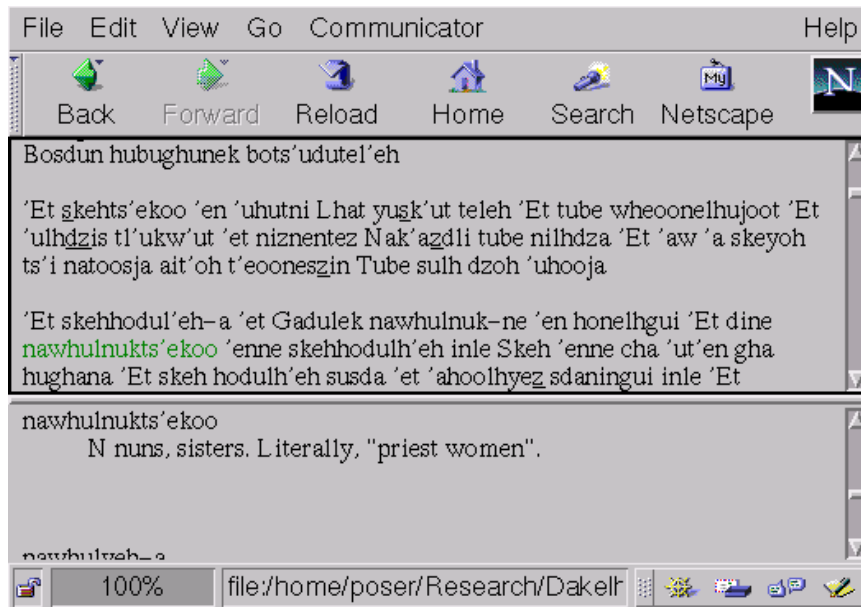 File Edit View Go Communicator Help
Back Forward Reload Home Search Netscape
My N
Bosdun hubughunek bots'udutel'eh
'Et skehts'ekoo 'en 'uhutni Lhat yusk'ut teleh 'Et tube wheoonelhujoot 'Et
'ulhdzis tl'ukw'ut 'et niznentez Nak'azdli tube nilhdza 'Et 'aw 'a skeyoh
ts'i natoosja ait'oh t'eooneszin Tube sulh dzoh 'uhooja
'Et skehhodul'eh-a 'et Gadulek nawhulnuk-ne 'en honelhgui 'Et dine
nawhulnukts'ekoo 'enne skehhodulh'eh inle Skeh 'enne cha 'ut'en gha
hughana 'Et skeh hodulh'eh susda 'et 'ahoolhyez sdaningui inle 'Et
nawhulnukts'ekoo
N nuns, sisters. Literally, "priest women".
nawhulyeh-a
100% file:/home/poser/Research/Dakelh